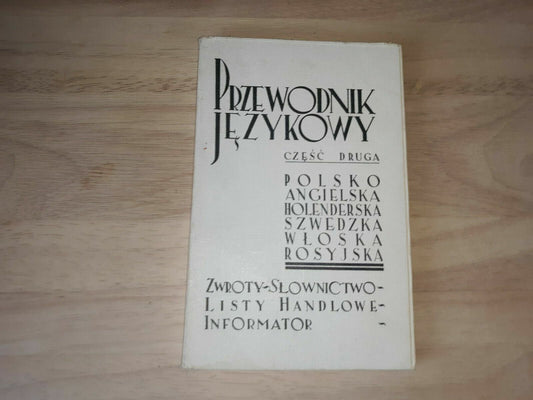 PRZEWODNIK
JĘZYKOWY
CZĘŚĆ DRUGA
POLSKO
ANGIELSKA
HOLENDERSKA
SZWEDZKA
WŁOSKA
ROSYJSKA
ZWROTY-SŁOWNICTWO-
LISTY HANDLOWE-
INFORMATOR -